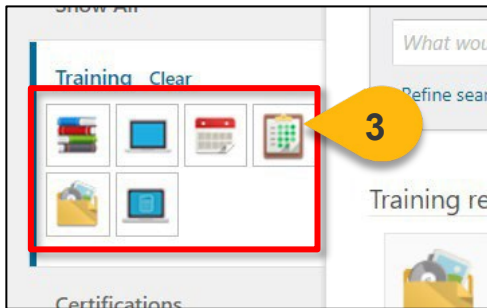 Show All
What wou
Training Clear
Refine sear
3
Training re
Certifications